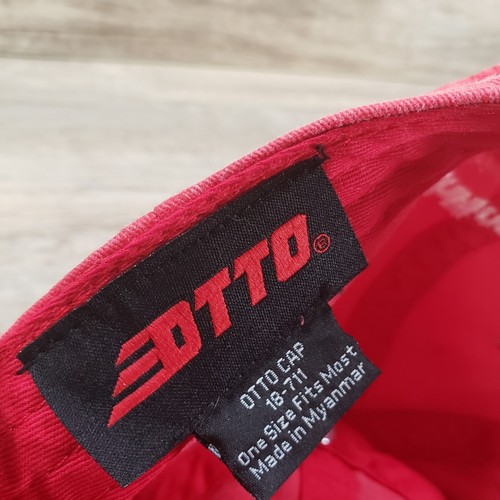 OTTO®
OTTO CAP
18-711
One Size Fits Most
Made in Myanmar